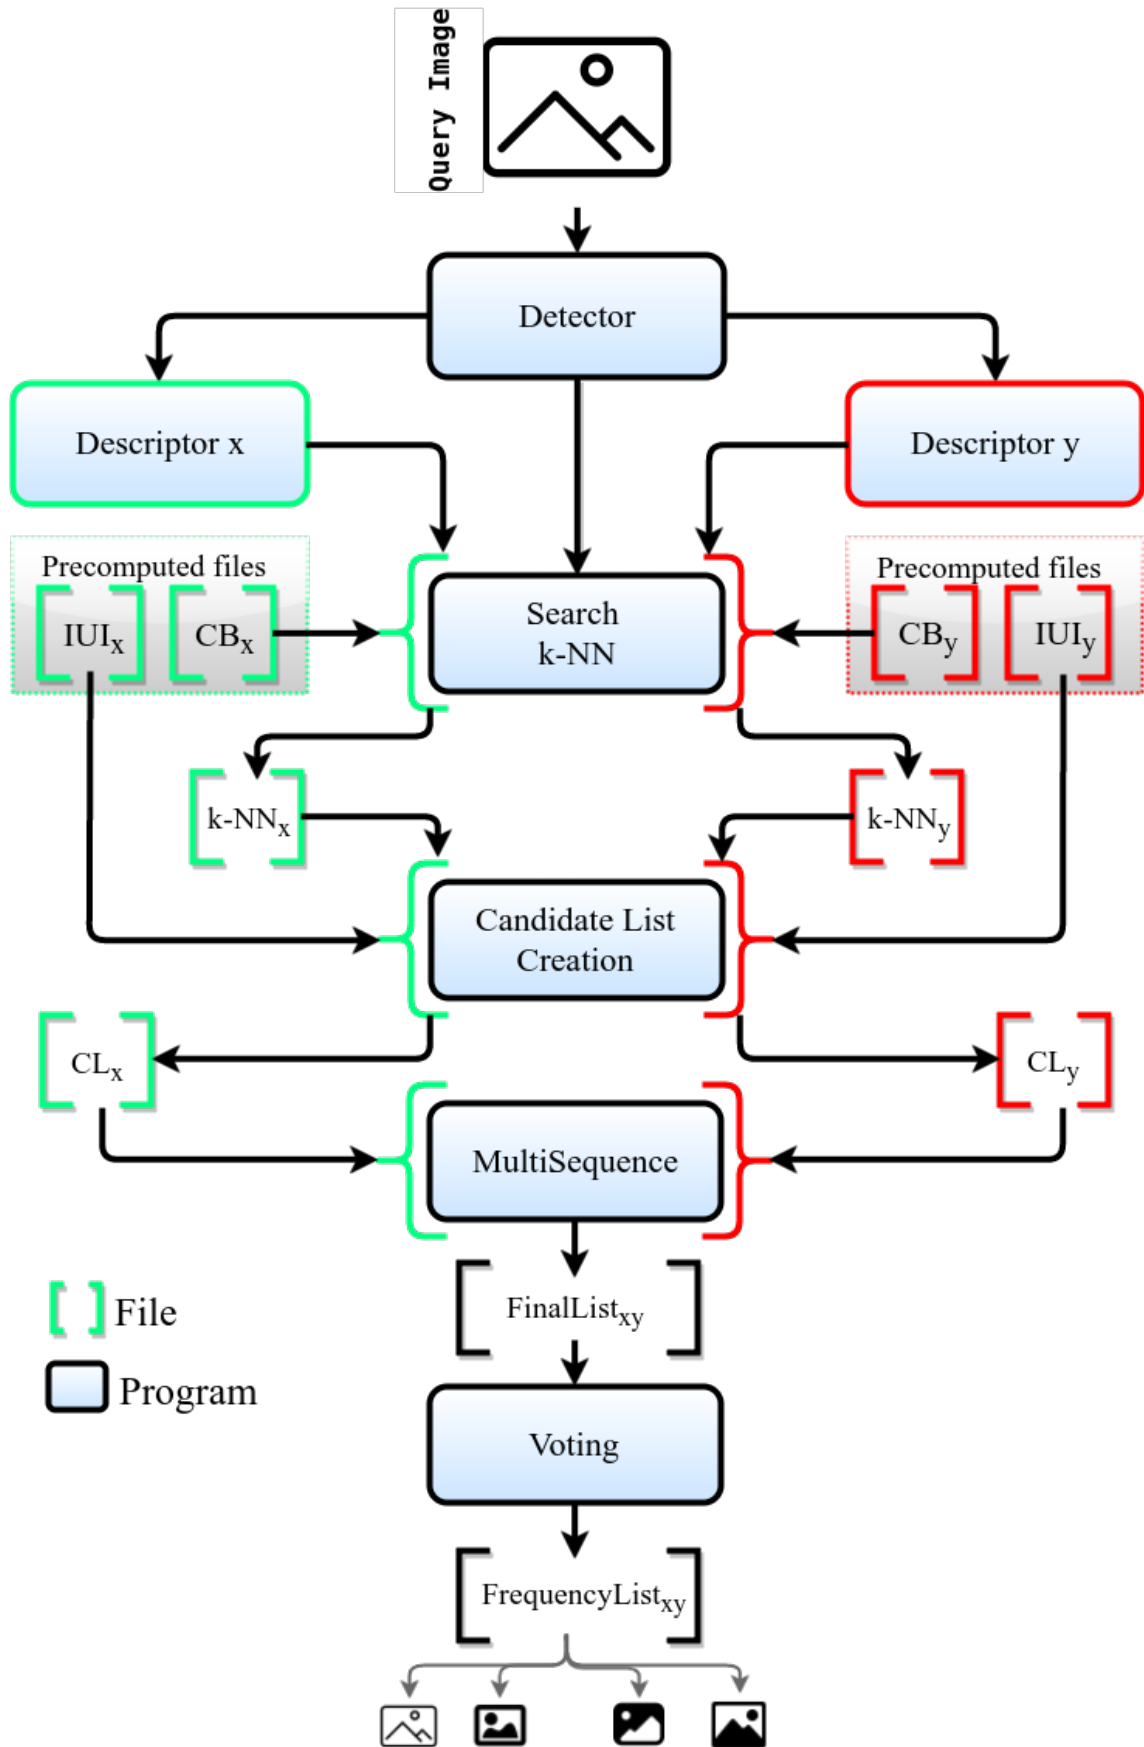 Query Image
Detector
Descriptor x
Descriptor y
Precomputed files
IUIx
CBx
Search
k-NN
Precomputed files
CBy
IUIy
k-NNx
k-NNy
Candidate List
Creation
CLx
CLy
MultiSequence
FinalListxy
File
Program
Voting
FrequencyListxy